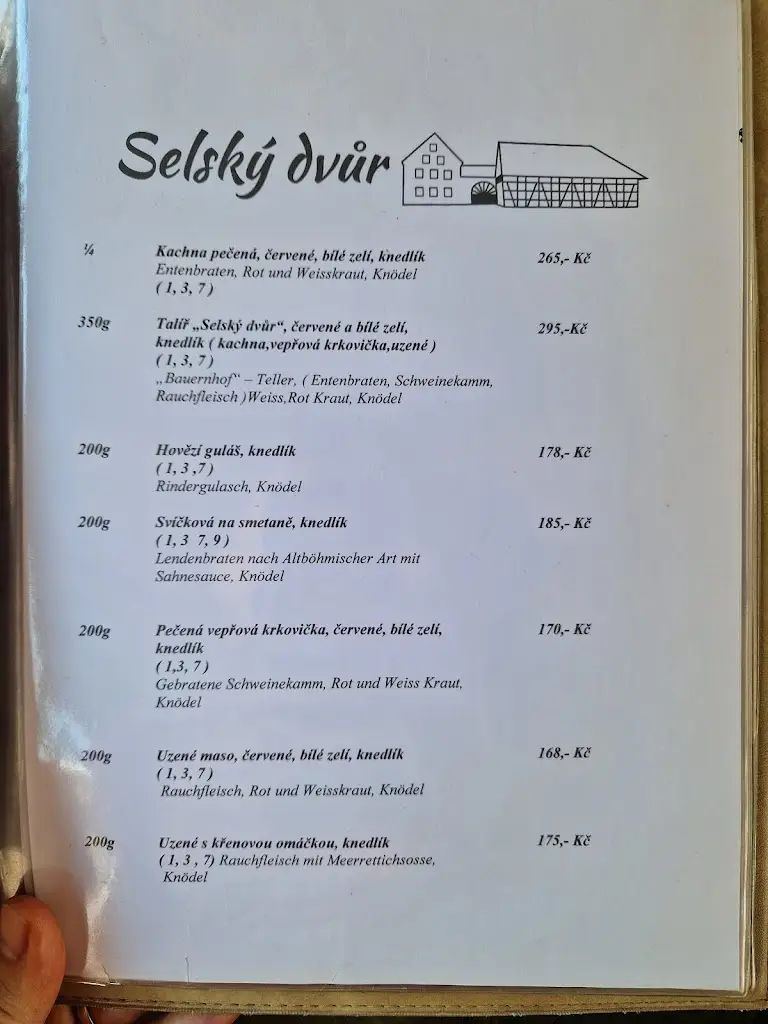 Selský dvůr
¼ Kachna pečená, červené, bílé zelí, knedlík 265,- Kč
Entenbraten, Rot und Weisskraut, Knödel
( 1, 3, 7 )
350g Talíř „Selský dvůr“, červené a bílé zelí, 295,-Kč
knedlík ( kachna,vepřová krkovička,uzené )
( 1, 3, 7 )
„Bauernhof“ – Teller, ( Entenbraten, Schweinekamm,
Rauchfleisch )Weiss,Rot Kraut, Knödel
200g Hovězí guláš, knedlík 178,- Kč
( 1, 3 ,7 )
Rindergulasch, Knödel
200g Svíčková na smetaně, knedlík 185,- Kč
( 1, 3 7, 9 )
Lendenbraten nach Altböhmischer Art mit
Sahnesauce, Knödel
200g Pečená vepřová krkovička, červené, bílé zelí, 170,- Kč
knedlík
( 1,3, 7 )
Gebratene Schweinekamm, Rot und Weiss Kraut,
Knödel
200g Uzené maso, červené, bílé zelí, knedlík 168,- Kč
( 1, 3, 7 )
Rauchfleisch, Rot und Weisskraut, Knödel
200g Uzené s křenovou omáčkou, knedlík 175,- Kč
( 1, 3 , 7) Rauchfleisch mit Meerrettichsosse,
Knödel